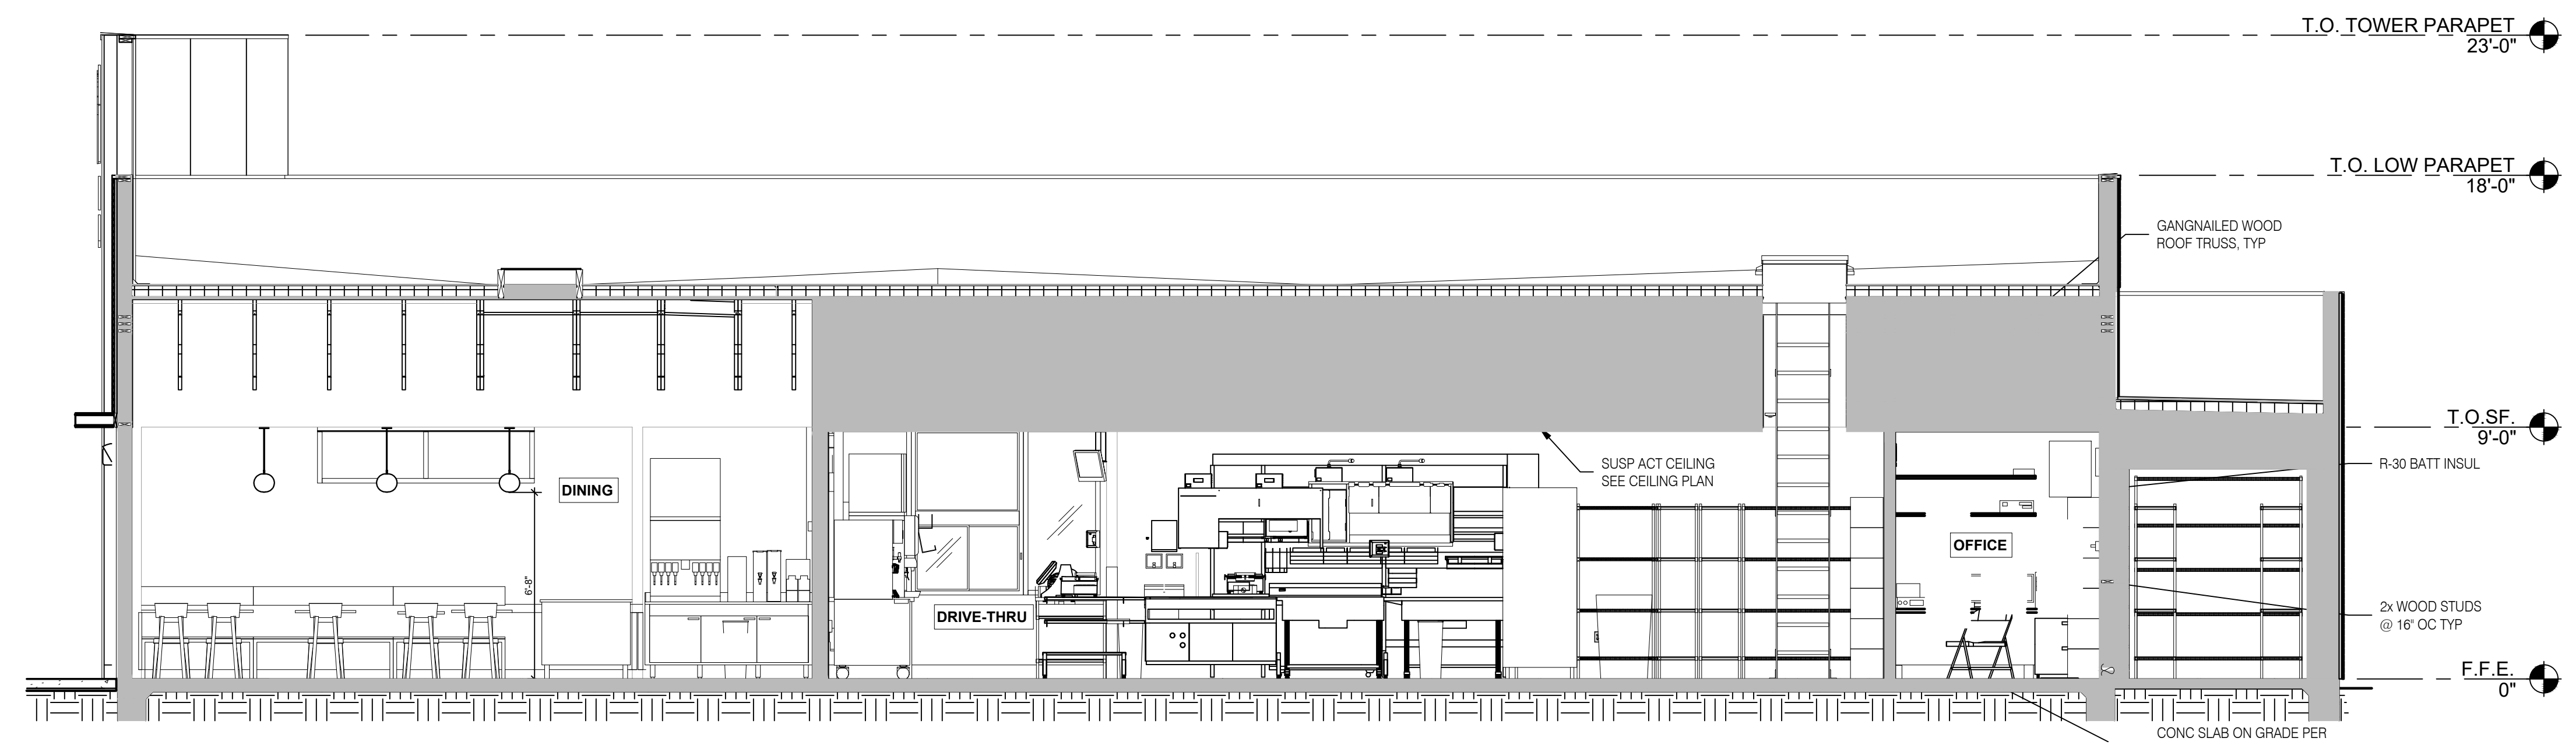 T.O. TOWER PARAPET
23'-0"
T.O. LOW PARAPET
18'-0"
GANGNAILED WOOD
ROOF TRUSS, TYP
T.O.SF.
9'-0"
SUSP ACT CEILING
SEE CEILING PLAN
R-30 BATT INSUL
DINING
OFFICE
6'-8"
DRIVE-THRU
2x WOOD STUDS
@ 16" OC TYP
F.F.E.
0"
CONC SLAB ON GRADE PER